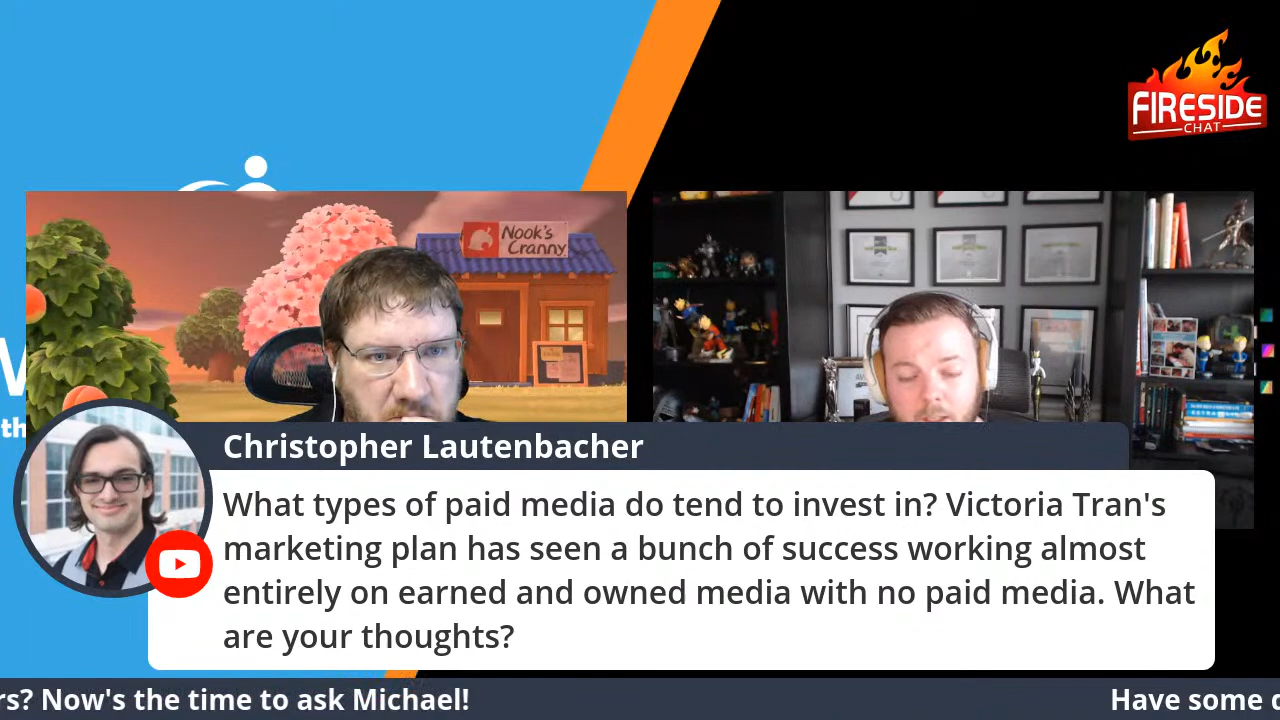 FIRESIDE
CHAT
Nook's
Cranny
W
th
Christopher Lautenbacher
What types of paid media do tend to invest in? Victoria Tran's
marketing plan has seen a bunch of success working almost
entirely on earned and owned media with no paid media. What
are your thoughts?
rs? Now's the time to ask Michael!
Have some